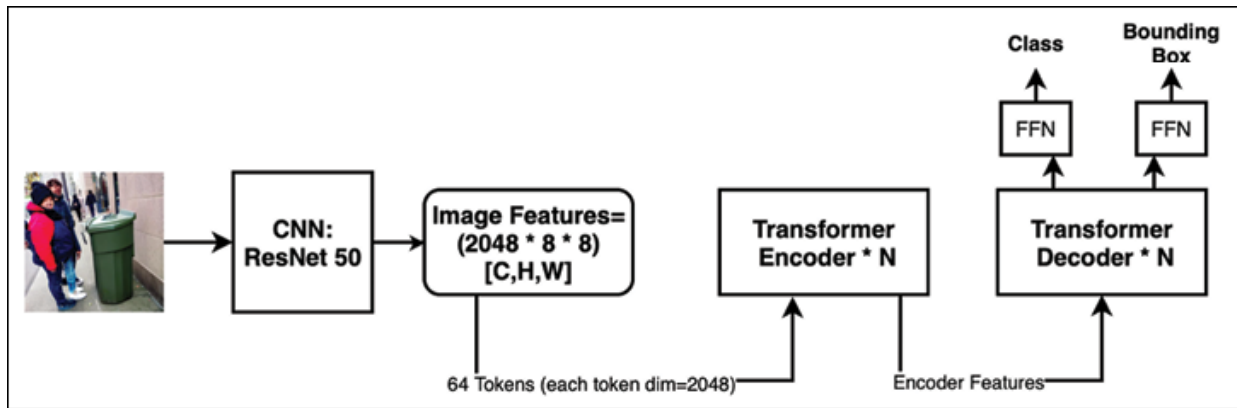 CNN:
ResNet 50
Image Features=
(2048 * 8 * 8)
[C,H,W]
64 Tokens (each token dim=2048)
Transformer
Encoder * N
Encoder Features
Transformer
Decoder * N
FFN
FFN
Class
Bounding
Box